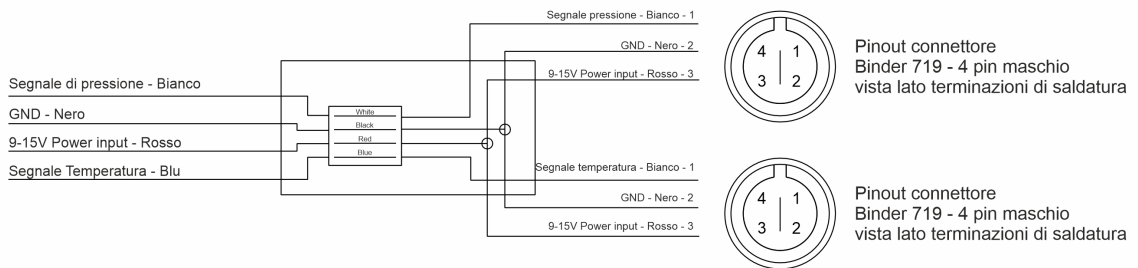 Segnale pressione - Bianco - 1
GND - Nero - 2
9-15V Power input - Rosso - 3
4 1
3 2
Pinout connettore
Binder 719 - 4 pin maschio
vista lato terminazioni di saldatura
Segnale di pressione - Bianco
GND - Nero
9-15V Power input - Rosso
Segnale Temperatura - Blu
White
Black
Red
Blue
Segnale temperatura - Bianco - 1
GND - Nero - 2
9-15V Power input - Rosso - 3
4 1
3 2
Pinout connettore
Binder 719 - 4 pin maschio
vista lato terminazioni di saldatura